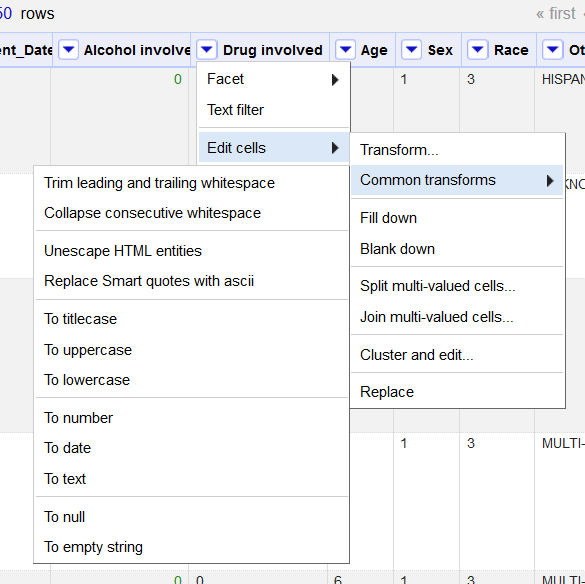 50 rows
« first
nt_Date Alcohol involve Drug involved Age Sex Race Ot
0 1 3 HISPAN
Facet
Text filter
Edit cells
Transform...
Common transforms
KNO
Fill down
Blank down
Split multi-valued cells...
Join multi-valued cells...
Cluster and edit...
Replace
Trim leading and trailing whitespace
Collapse consecutive whitespace
Unescape HTML entities
Replace Smart quotes with ascii
To titlecase
To uppercase
To lowercase
To number
To date
To text
To null
To empty string
1 3 MULTI-
0 0 6 1 3 MULTI-